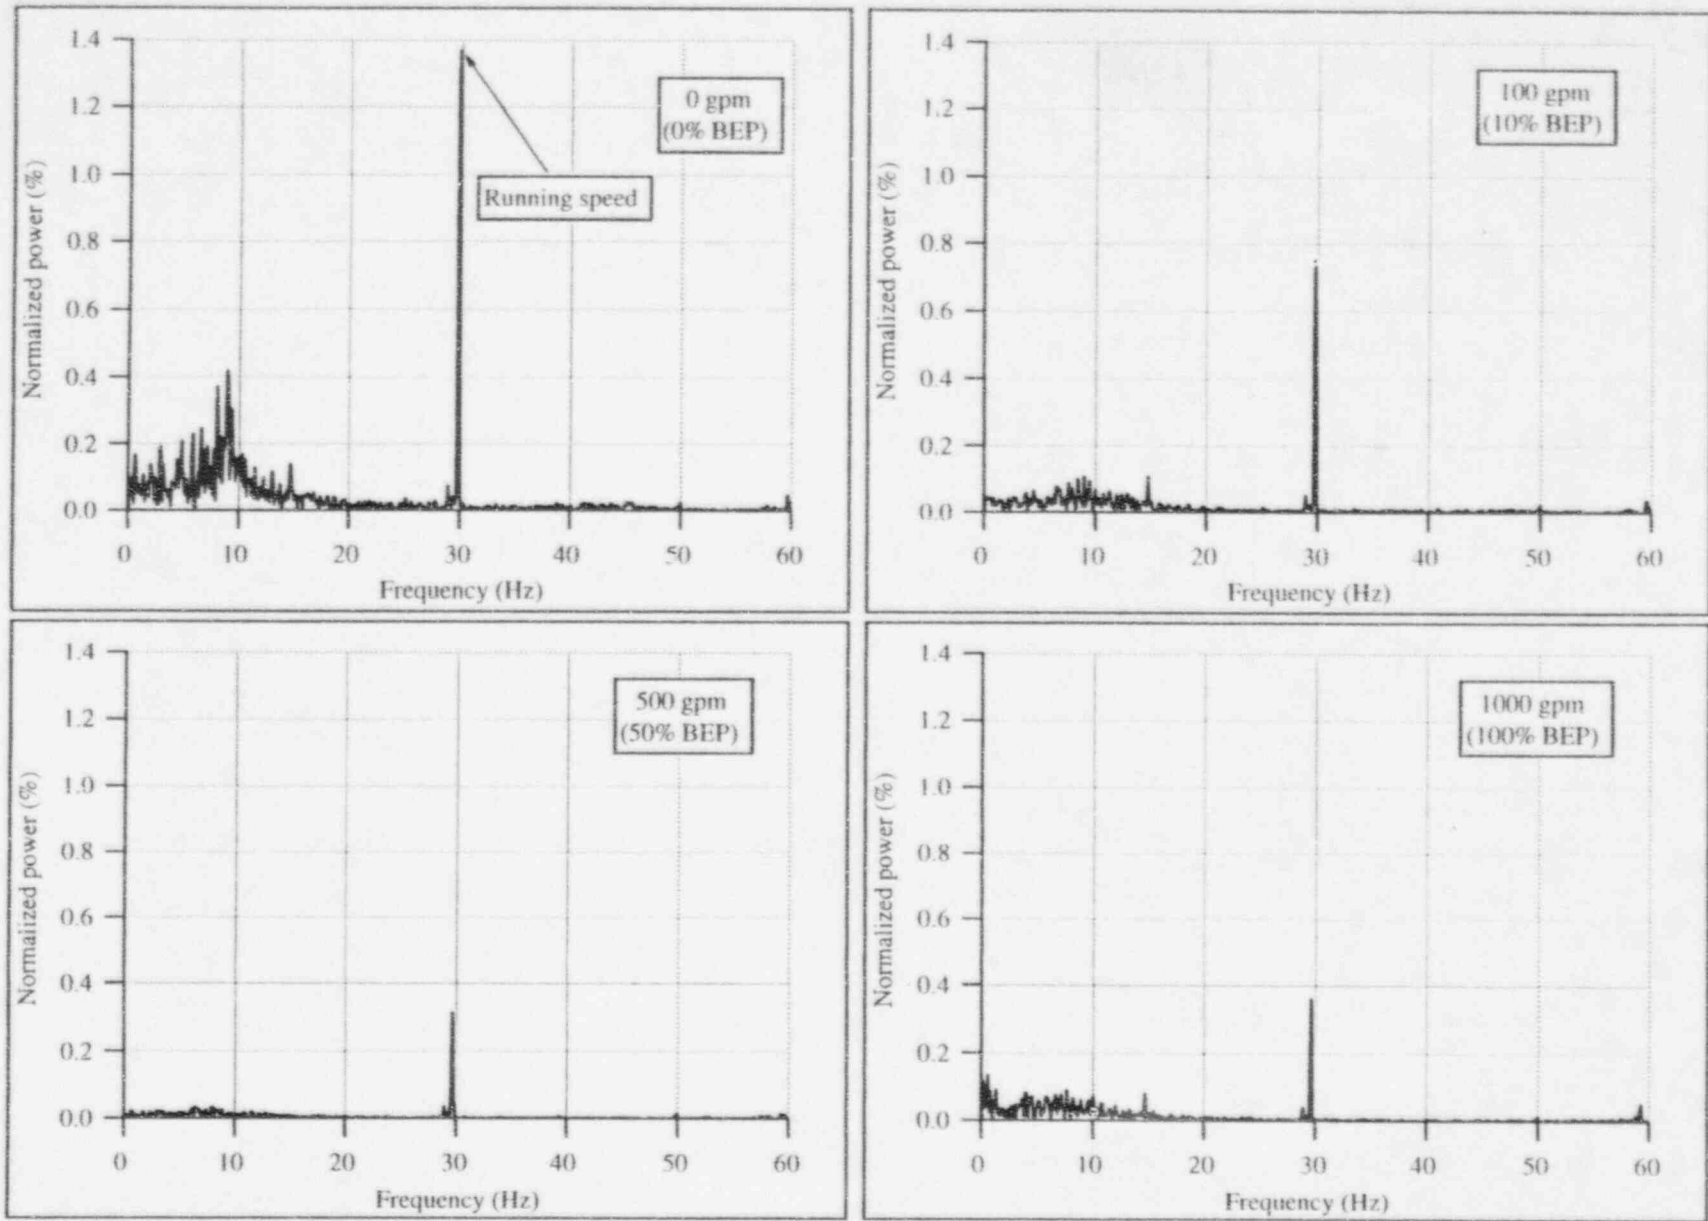 1.4
1.2
1.0
0.8
0.6
0.4
0.2
0.0
Normalized power (%)
0 gpm
(0% BEP)
Running speed
0 10 20 30 40 50 60
Frequency (Hz)
1.4
1.2
1.0
0.8
0.6
0.4
0.2
0.0
Normalized power (%)
100 gpm
(10% BEP)
0 10 20 30 40 50 60
Frequency (Hz)
1.4
1.2
1.0
0.8
0.6
0.4
0.2
0.0
Normalized power (%)
500 gpm
(50% BEP)
0 10 20 30 40 50 60
Frequency (Hz)
1.4
1.2
1.0
0.8
0.6
0.4
0.2
0.0
Normalized power (%)
1000 gpm
(100% BEP)
0 10 20 30 40 50 60
Frequency (Hz)